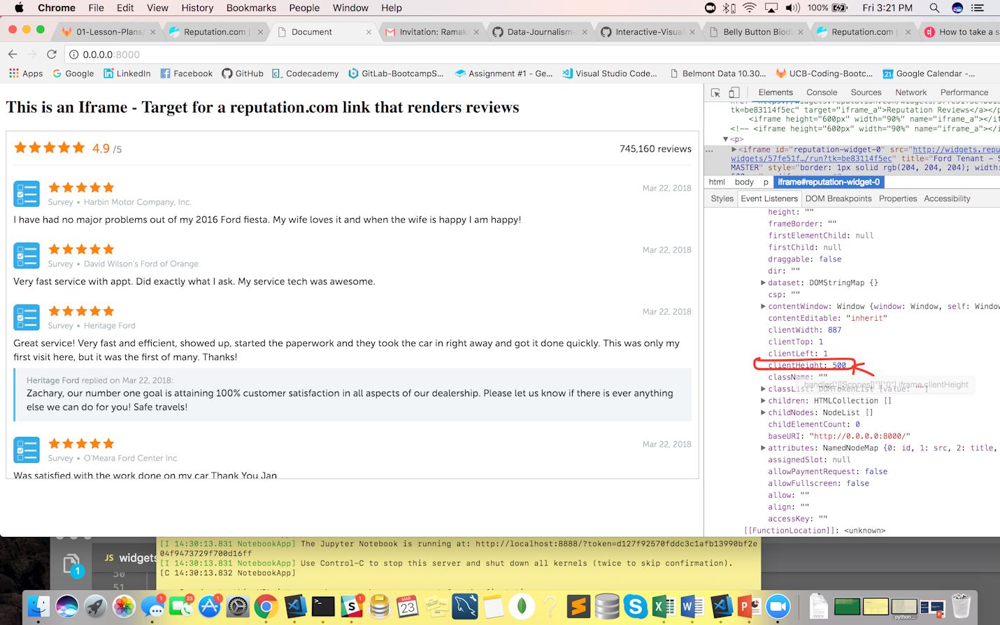 Chrome File Edit View History Bookmarks People Window Help 100% Fri 3:21 PM
01-Lesson-Plans/ Reputation.com | Document Invitation: Ramak Data-Journalism- Interactive-Visual Belly Button Biodi Reputation.com | How to take a s
0.0.0.0:8000
Apps Google LinkedIn Facebook GitHub Codecademy GitLab-BootcampS... Assignment #1 - Ge... Visual Studio Code... Belmont Data 10.30... UCB-Coding-Bootc... Google Calendar -...
This is an Iframe - Target for a reputation.com link that renders reviews
4.9 /5
745,160 reviews
Mar 22, 2018
Survey • Harbin Motor Company, Inc.
I have had no major problems out of my 2016 Ford fiesta. My wife loves it and when the wife is happy I am happy!
Mar 22, 2018
Survey • David Wilson's Ford of Orange
Very fast service with appt. Did exactly what I ask. My service tech was awesome.
Mar 22, 2018
Survey • Heritage Ford
Great service! Very fast and efficient, showed up, started the paperwork and they took the car in right away and got it done quickly. This was only my
first visit here, but it was the first of many. Thanks!
Heritage Ford replied on Mar 22, 2018:
Zachary, our number one goal is attaining 100% customer satisfaction in all aspects of our dealership. Please let us know if there is ever anything
else we can do for you! Safe travels!
Mar 22, 2018
Survey • O'Meara Ford Center Inc
Was satisfied with the work done on my car Thank You Jan
Elements Console Sources Network Performance
tk=be83114f5ec" target="iframe_a">Reputation Reviews</a></p
<iframe height="600px" width="90%" name="iframe_a"></i
<!-- <iframe height="600px" width="90%" name="iframe_a"></i
▼<p>
... ▶<iframe id="reputation-widget-0" src="http://widgets.repu
widgets/57fe51f…/run?tk=be83114f5ec" title="Ford Tenant - S
MASTER" style="border: 1px solid rgb(204, 204, 204); width:
html body p iframe#reputation-widget-0
Styles Event Listeners DOM Breakpoints Properties Accessibility
height: ""
frameBorder: ""
firstElementChild: null
firstChild: null
draggable: false
dir: ""
▶dataset: DOMStringMap {}
csp: ""
▶contentWindow: Window {window: Window, self: Window
contentEditable: "inherit"
clientWidth: 887
clientTop: 1
clientLeft: 1
clientHeight: 500
className: ""
▶classList: DOMTokenList [value: ""]
handled"[[Scopes]]"]["0"].iframe.clientHeight
▶children: HTMLCollection []
▶childNodes: NodeList []
childElementCount: 0
baseURI: "http://0.0.0.0:8000/"
▶attributes: NamedNodeMap {0: id, 1: src, 2: title,
assignedSlot: null
allowPaymentRequest: false
allowFullscreen: false
allow: ""
align: ""
accessKey: ""
[[FunctionLocation]]: <unknown>
1
JS widgets
50
51
[I 14:30:13.831 NotebookApp] The Jupyter Notebook is running at: http://localhost:8888/?token=d127f92570fddc3c1afb13990bf2e
04f9473729f700d16ff
[I 14:30:13.831 NotebookApp] Use Control-C to stop this server and shut down all kernels (twice to skip confirmation).
[C 14:30:13.832 NotebookApp]
1 23 1 1 MAR 23 python ...